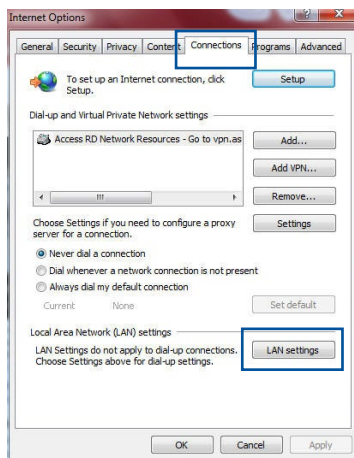 Internet Options
General Security Privacy Content Connections Programs Advanced
To set up an Internet connection, click
Setup.
Setup
Dial-up and Virtual Private Network settings
Access RD Network Resources - Go to vpn.as
Add...
Add VPN...
Remove...
Choose Settings if you need to configure a proxy
server for a connection.
Settings
Never dial a connection
Dial whenever a network connection is not present
Always dial my default connection
Current None
Set default
Local Area Network (LAN) settings
LAN Settings do not apply to dial-up connections.
Choose Settings above for dial-up settings.
LAN settings
OK Cancel Apply